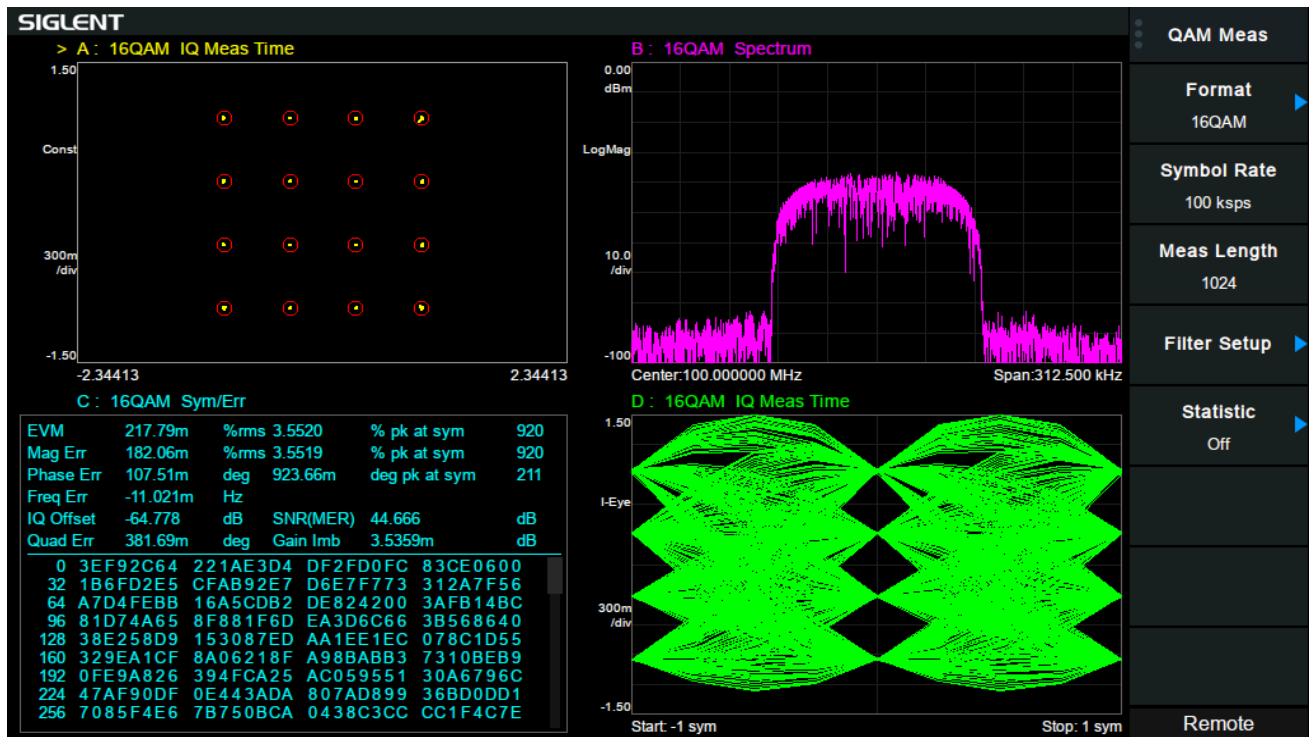 SIGLENT
> A : 16QAM IQ Meas Time
1.50
Const
300m
/div
-1.50
-2.34413 2.34413
B : 16QAM Spectrum
0.00
dBm
LogMag
10.0
/div
-100
Center:100.000000 MHz Span:312.500 kHz
C : 16QAM Sym/Err
EVM 217.79m %rms 3.5520 % pk at sym 920
Mag Err 182.06m %rms 3.5519 % pk at sym 920
Phase Err 107.51m deg 923.66m deg pk at sym 211
Freq Err -11.021m Hz
IQ Offset -64.778 dB SNR(MER) 44.666 dB
Quad Err 381.69m deg Gain Imb 3.5359m dB
0 3EF92C64 221AE3D4 DF2FD0FC 83CE0600
32 1B6FD2E5 CFAB92E7 D6E7F773 312A7F56
64 A7D4FEBB 16A5CDB2 DE824200 3AFB14BC
96 81D74A65 8F881F6D EA3D6C66 3B568640
128 38E258D9 153087ED AA1EE1EC 078C1D55
160 329EA1CF 8A06218F A98BABB3 7310BEB9
192 0FE9A826 394FCA25 AC059551 30A6796C
224 47AF90DF 0E443ADA 807AD899 36BD0DD1
256 7085F4E6 7B750BCA 0438C3CC CC1F4C7E
D : 16QAM IQ Meas Time
1.50
I-Eye
300m
/div
-1.50
Start: -1 sym Stop: 1 sym
QAM Meas
Format
16QAM
Symbol Rate
100 ksps
Meas Length
1024
Filter Setup
Statistic
Off
Remote